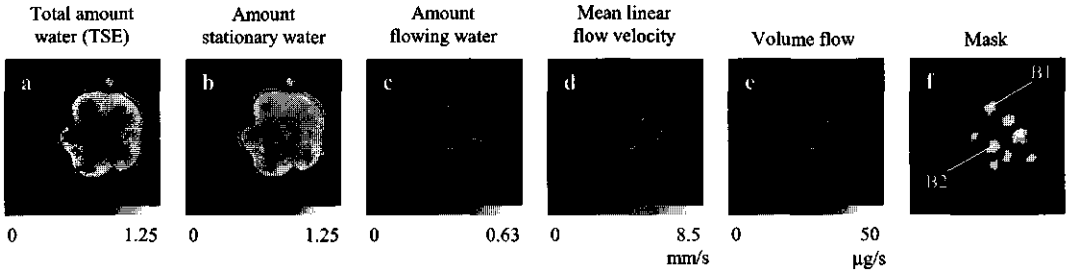 Total amount
water (TSE)
Amount
stationary water
Amount
flowing water
Mean linear
flow velocity
Volume flow
Mask
a
b
c
d
e
f
B1
B2
0 1.25
0 1.25
0 0.63
0 8.5
mm/s
0 50
µg/s